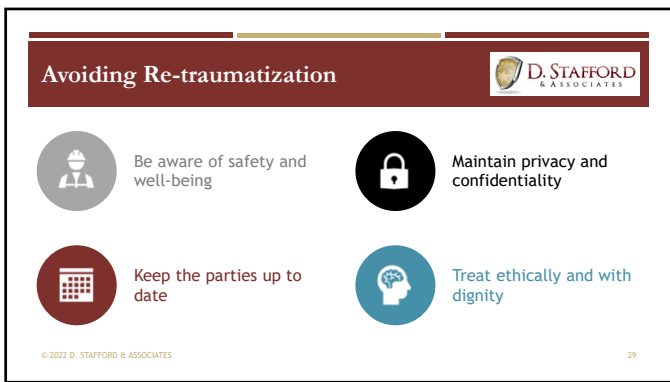 Avoiding Re-traumatization
D. STAFFORD
& ASSOCIATES
Be aware of safety and
well-being
Maintain privacy and
confidentiality
Keep the parties up to
date
Treat ethically and with
dignity
© 2022 D. STAFFORD & ASSOCIATES
29